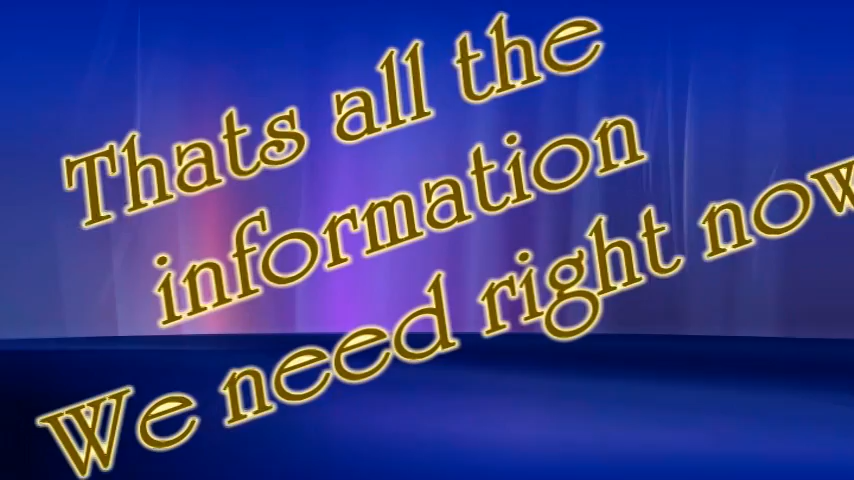 Thats all the
information
We need right now